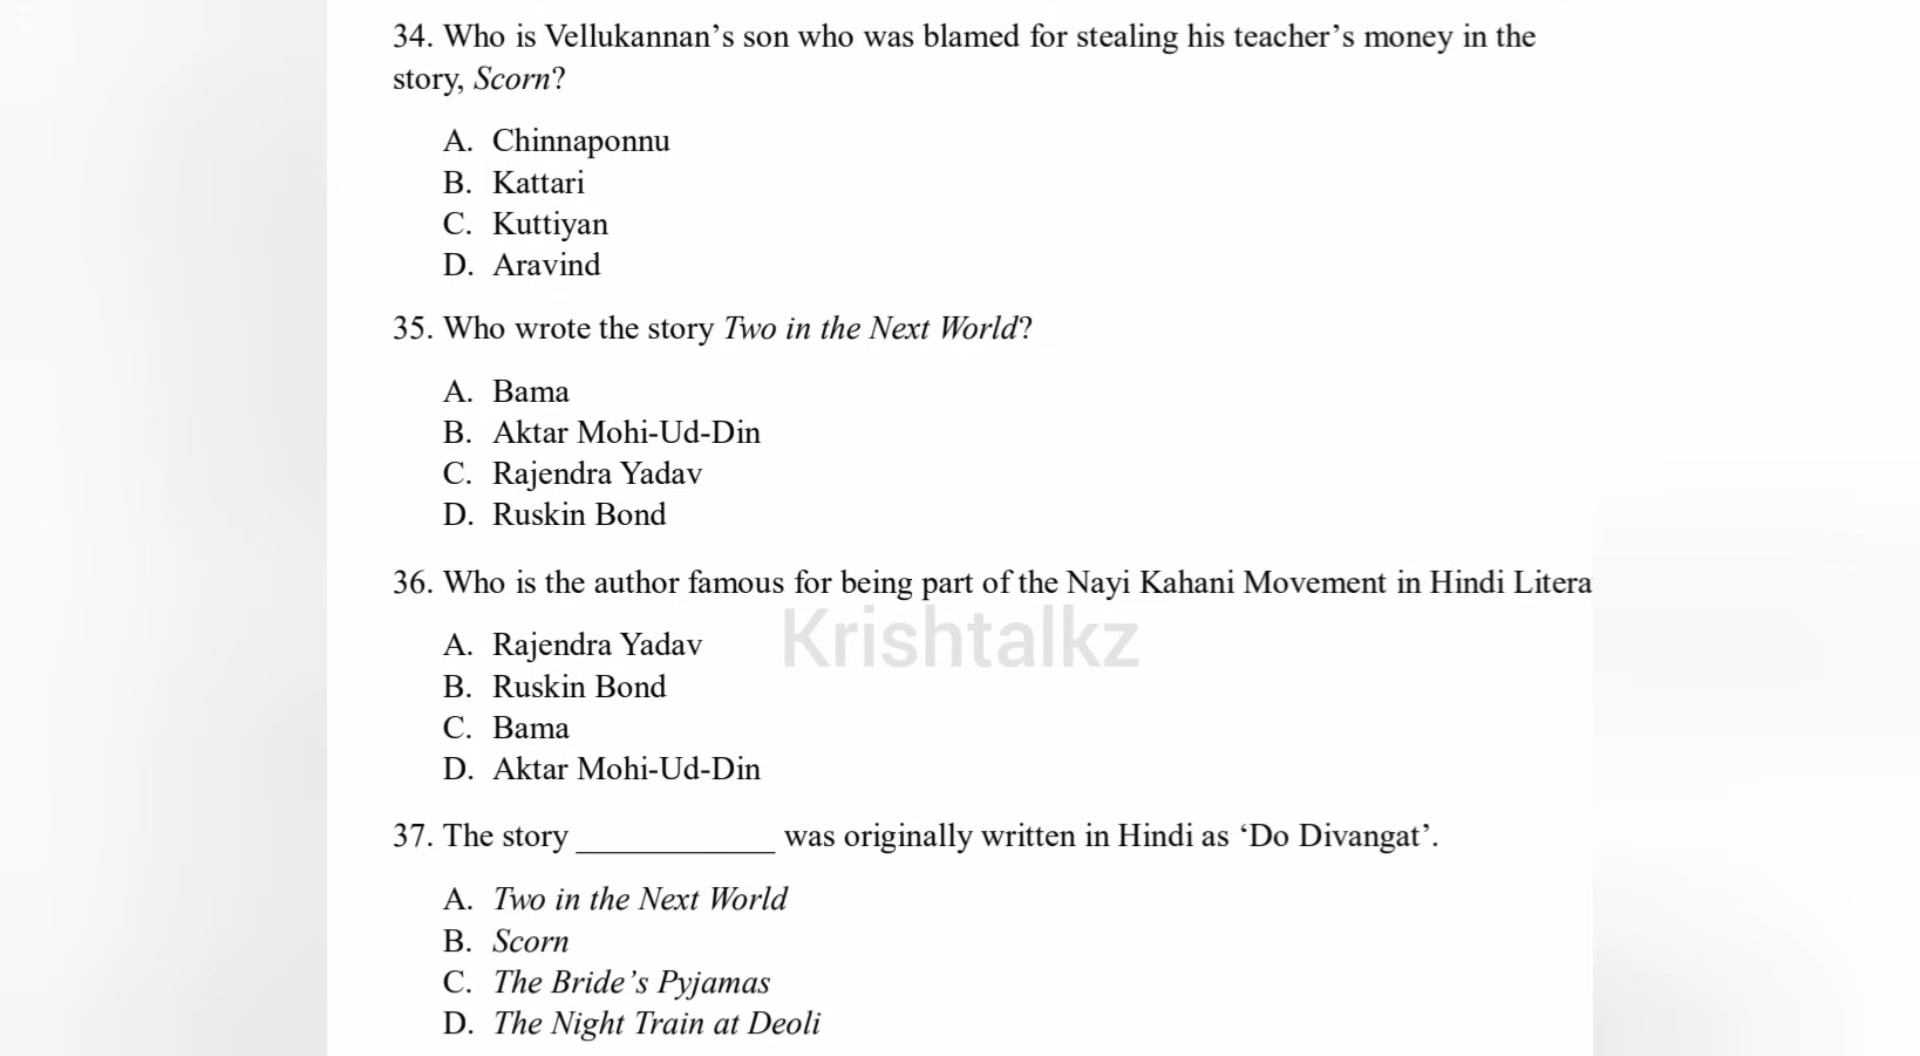 34. Who is Vellukannan’s son who was blamed for stealing his teacher’s money in the
story, Scorn?
A. Chinnaponnu
B. Kattari
C. Kuttiyan
D. Aravind
35. Who wrote the story Two in the Next World?
A. Bama
B. Aktar Mohi-Ud-Din
C. Rajendra Yadav
D. Ruskin Bond
36. Who is the author famous for being part of the Nayi Kahani Movement in Hindi Litera
Krishtalkz
A. Rajendra Yadav
B. Ruskin Bond
C. Bama
D. Aktar Mohi-Ud-Din
37. The story ____________ was originally written in Hindi as ‘Do Divangat’.
A. Two in the Next World
B. Scorn
C. The Bride’s Pyjamas
D. The Night Train at Deoli